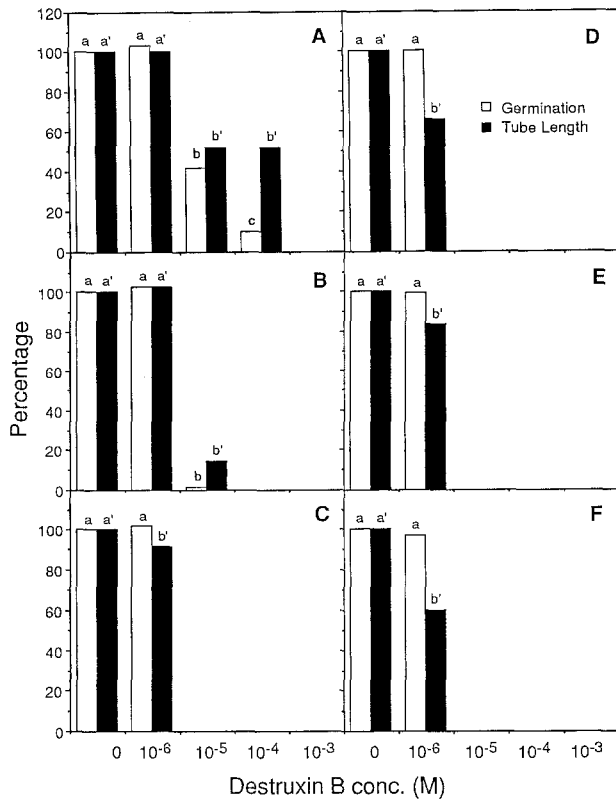 120
100
80
60
40
20
0
a a' a a' b b' c b'
A
a a' a b'
D
Germination
Tube Length
100
80
60
40
20
0
a a' a a' b b'
B
a a' a b'
E
100
80
60
40
20
0
a a' a b'
C
a a' a b'
F
Percentage
0 10-6 10-5 10-4 10-3
0 10-6 10-5 10-4 10-3
Destruxin B conc. (M)